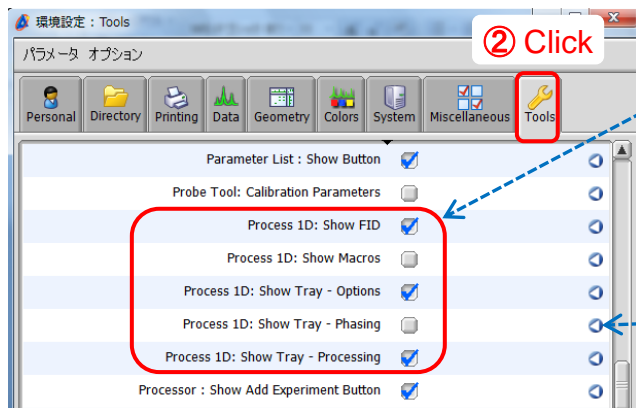 環境設定 : Tools
② Click
パラメータ オプション
Personal Directory Printing Data Geometry Colors System Miscellaneous Tools
Parameter List : Show Button
Probe Tool: Calibration Parameters
Process 1D: Show FID
Process 1D: Show Macros
Process 1D: Show Tray - Options
Process 1D: Show Tray - Phasing
Process 1D: Show Tray - Processing
Processor : Show Add Experiment Button